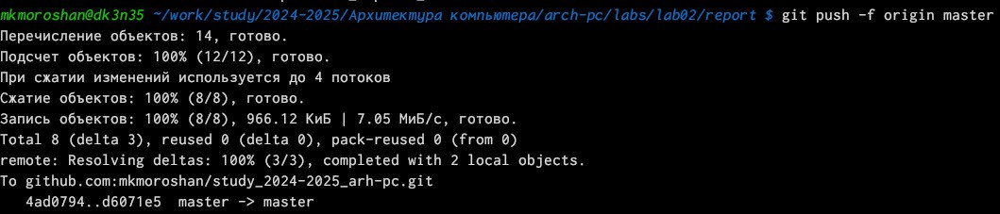 mkmoroshan@dk3n35 ~/work/study/2024-2025/Архитектура компьютера/arch-pc/labs/lab02/report $ git push -f origin master
Перечисление объектов: 14, готово.
Подсчет объектов: 100% (12/12), готово.
При сжатии изменений используется до 4 потоков
Сжатие объектов: 100% (8/8), готово.
Запись объектов: 100% (8/8), 966.12 КиБ | 7.05 МиБ/с, готово.
Total 8 (delta 3), reused 0 (delta 0), pack-reused 0 (from 0)
remote: Resolving deltas: 100% (3/3), completed with 2 local objects.
To github.com:mkmoroshan/study_2024-2025_arh-pc.git
   4ad0794..d6071e5  master -> master